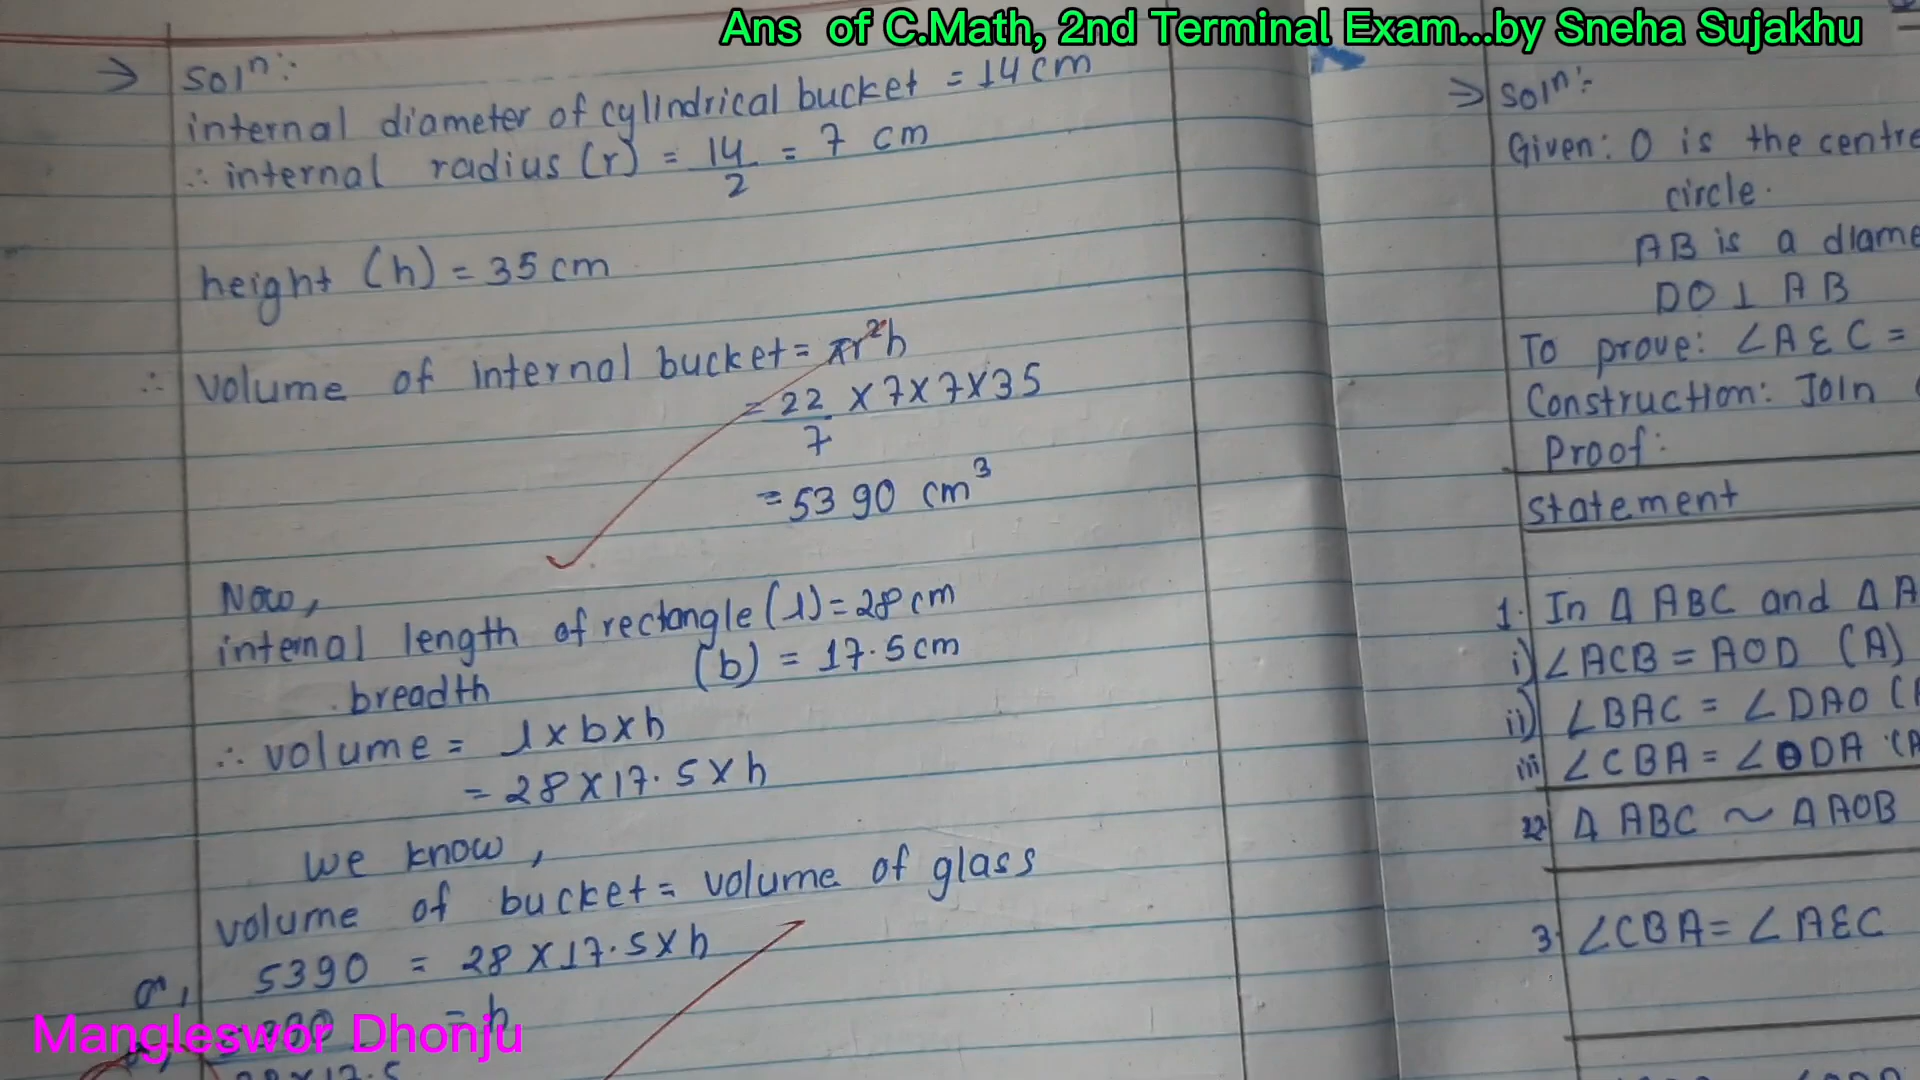 Ans of C.Math, 2nd Terminal Exam...by Sneha Sujakhu
⇒ Solⁿ:
internal diameter of cylindrical bucket = 14 cm
∴ internal radius (r) = 14/2 = 7 cm
height (h) = 35 cm
∴ volume of internal bucket = πr²h
= 22/7 × 7 × 7 × 35
= 5390 cm³
Now,
internal length of rectangle (l) = 28 cm
breadth (b) = 17.5 cm
∴ volume = l × b × h
= 28 × 17.5 × h
We know,
volume of bucket = volume of glass
or, 5390 = 28 × 17.5 × h
= h
Mangleswor Dhonju
⇒ Solⁿ:-
Given: O is the centre
circle.
AB is a diame
DO ⊥ AB
To prove: ∠AEC =
Construction: Join
Proof:
statement
1. In Δ ABC and Δ A
i) ∠ACB = AOD (A)
ii) ∠BAC = ∠DAO (
iii) ∠CBA = ∠ODA (A
2. Δ ABC ~ Δ AOB
3. ∠CBA = ∠AEC